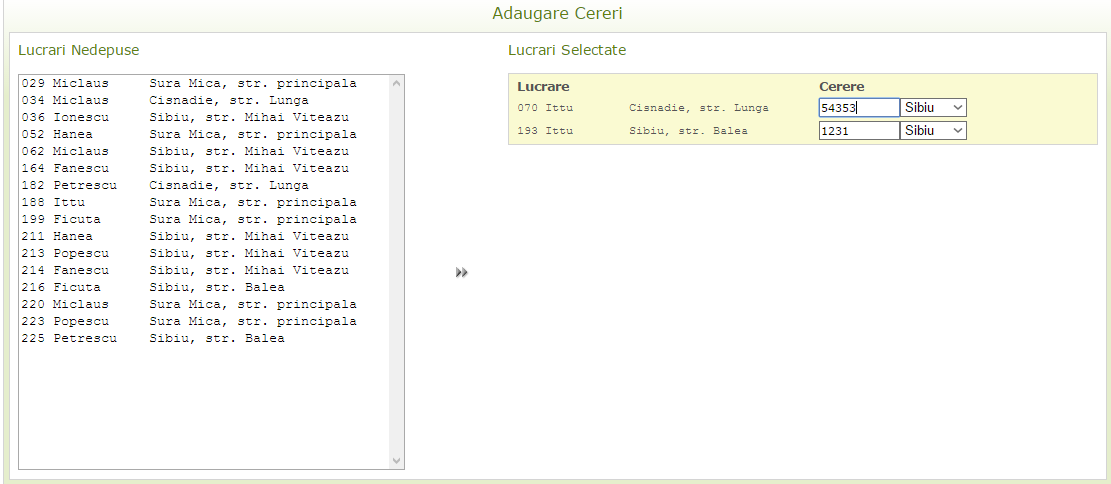 Adaugare Cereri
Lucrari Nedepuse
029 Miclaus Sura Mica, str. principala
034 Miclaus Cisnadie, str. Lunga
036 Ionescu Sibiu, str. Mihai Viteazu
052 Hanea Sura Mica, str. principala
062 Miclaus Sibiu, str. Mihai Viteazu
164 Fanescu Sibiu, str. Mihai Viteazu
182 Petrescu Cisnadie, str. Lunga
188 Ittu Sura Mica, str. principala
199 Ficuta Sura Mica, str. principala
211 Hanea Sibiu, str. Mihai Viteazu
213 Popescu Sibiu, str. Mihai Viteazu
214 Fanescu Sibiu, str. Mihai Viteazu
216 Ficuta Sibiu, str. Balea
220 Miclaus Sura Mica, str. principala
223 Popescu Sura Mica, str. principala
225 Petrescu Sibiu, str. Balea
Lucrari Selectate
Lucrare Cerere
070 Ittu Cisnadie, str. Lunga 54353 Sibiu
193 Ittu Sibiu, str. Balea 1231 Sibiu